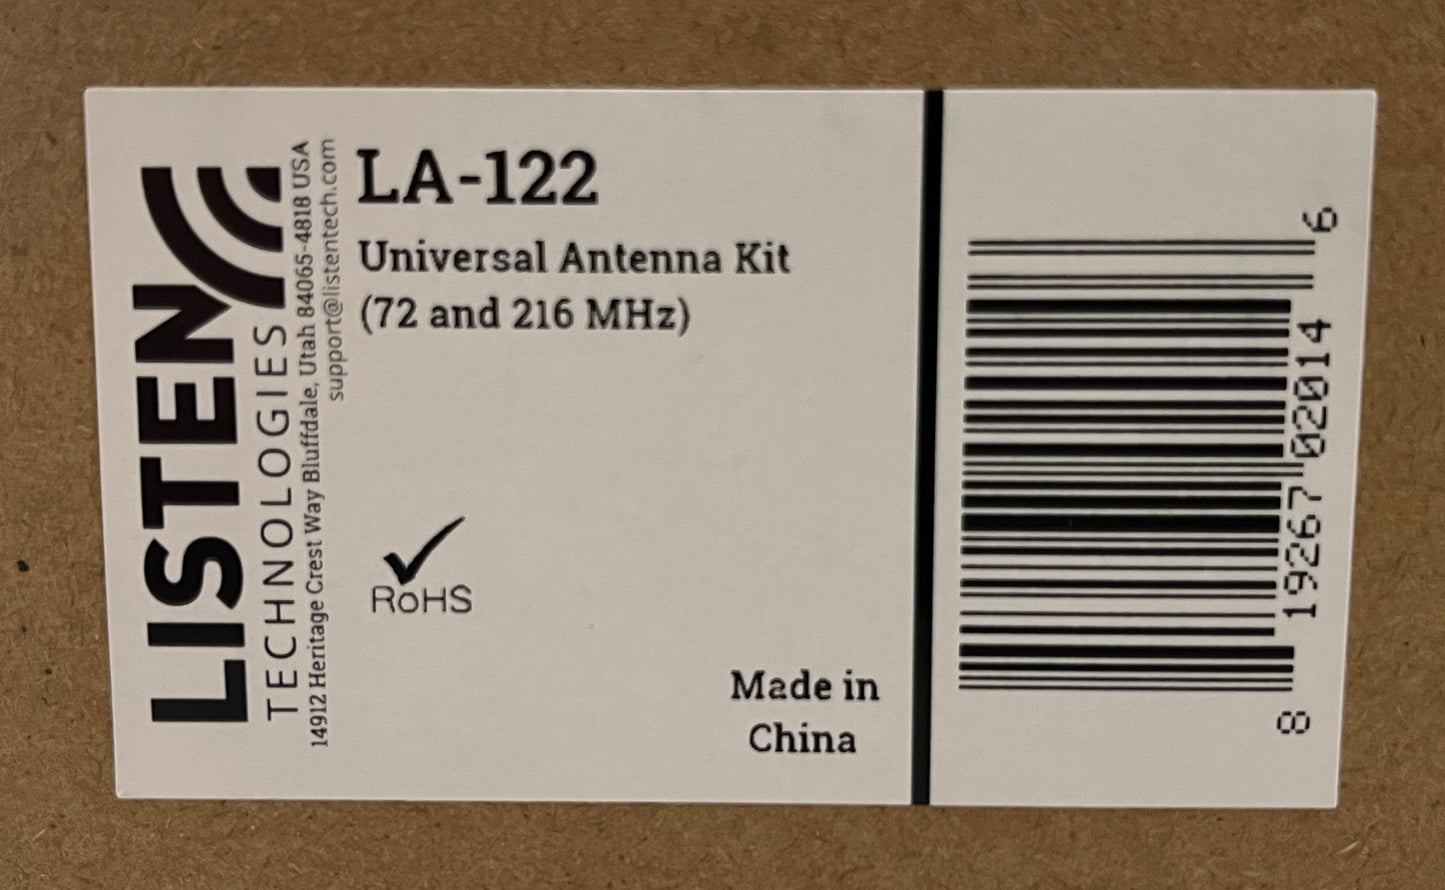 LISTEN
TECHNOLOGIES
14912 Heritage Crest Way Bluffdale, Utah 84065-4818 USA
support@listentech.com
LA-122
Universal Antenna Kit
(72 and 216 MHz)
RoHS
Made in
China
8 19267 02014 6